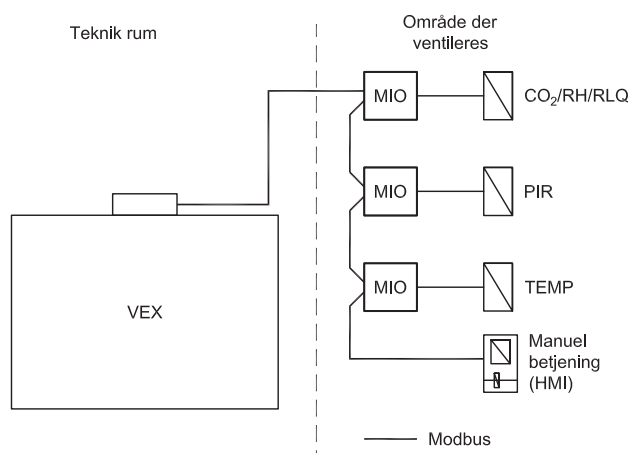 Teknik rum
Område der
ventileres
MIO
CO₂/RH/RLQ
MIO
PIR
MIO
TEMP
VEX
Manuel
betjening
(HMI)
Modbus